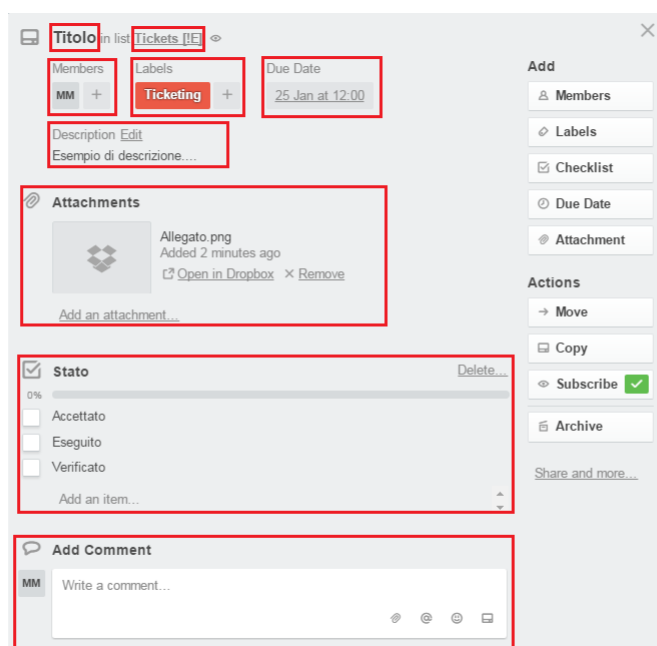 Titolo in list Tickets [!E]
Members Labels Due Date
MM + Ticketing + 25 Jan at 12:00
Description Edit
Esempio di descrizione....
Attachments
Allegato.png
Added 2 minutes ago
Open in Dropbox × Remove
Add an attachment...
Stato Delete...
0%
Accettato
Eseguito
Verificato
Add an item...
Add Comment
MM Write a comment...
@
Add
Members
Labels
Checklist
Due Date
Attachment
Actions
Move
Copy
Subscribe
Archive
Share and more...